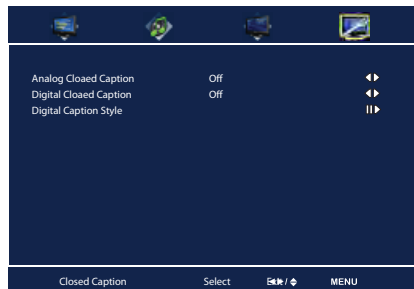 Analog Cloaed Caption Off
Digital Cloaed Caption Off
Digital Caption Style
Closed Caption Select / MENU